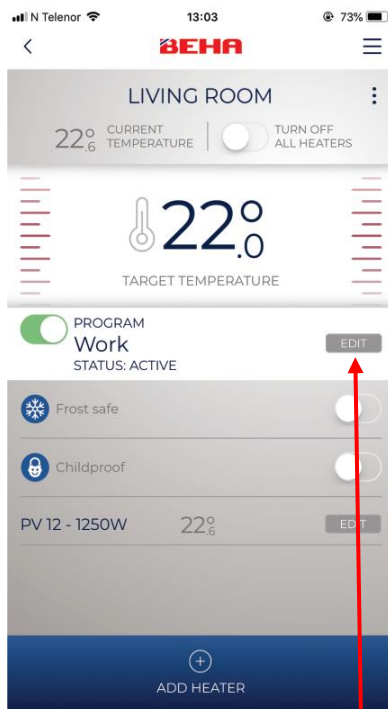 N Telenor 13:03 73%
BEHA
LIVING ROOM
22°.6 CURRENT TEMPERATURE TURN OFF ALL HEATERS
22°.0
TARGET TEMPERATURE
PROGRAM
Work EDIT
STATUS: ACTIVE
Frost safe
Childproof
PV 12 - 1250W 22°6 EDIT
ADD HEATER